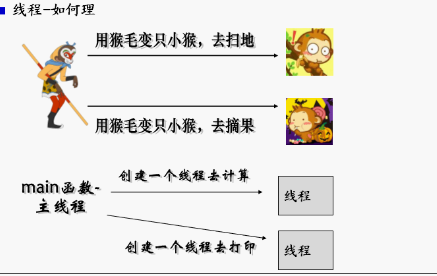 线程-如何理
用猴毛变只小猴，去扫地
用猴毛变只小猴，去摘果
创建一个线程去计算
main函数-
主线程
线程
创建一个线程去打印
线程